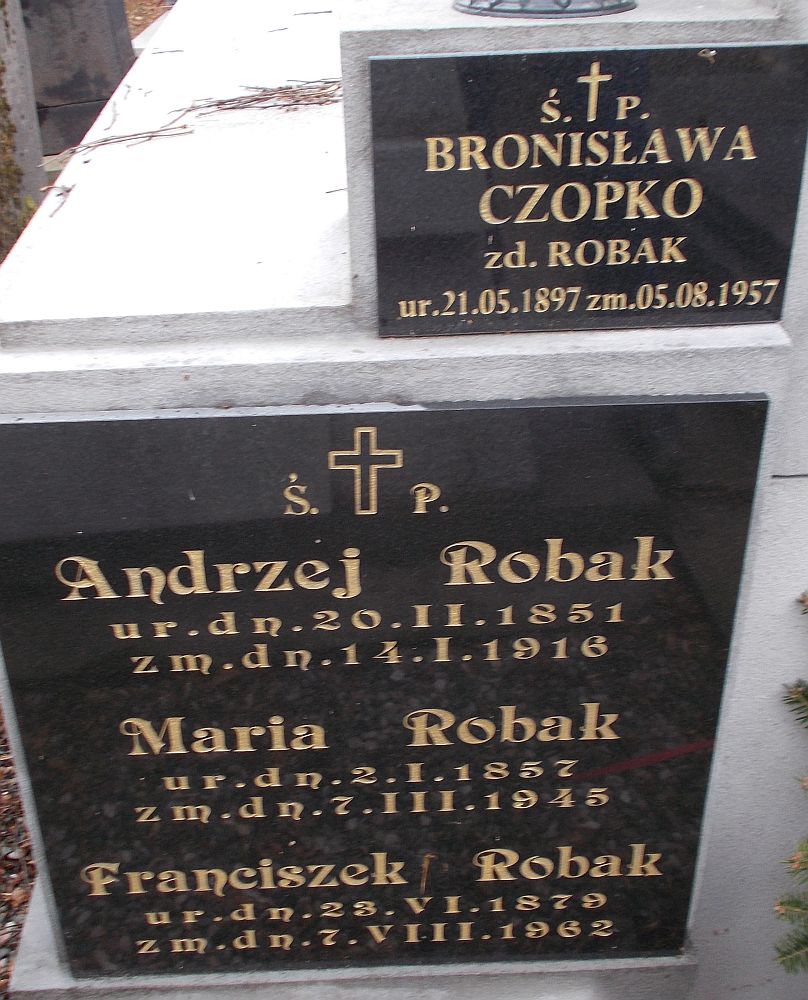 Ś. P.
BRONISŁAWA
CZOPKO
zd. ROBAK
ur.21.05.1897 zm.05.08.1957
Ś. P.
Andrzej Robak
ur.dn.20.II.1851
zm.dn.14.I.1916
Maria Robak
ur.dn.2.I.1857
zm.dn.7.III.1945
Franciszek Robak
ur.dn.23.VI.1879
zm.dn.7.VIII.1962